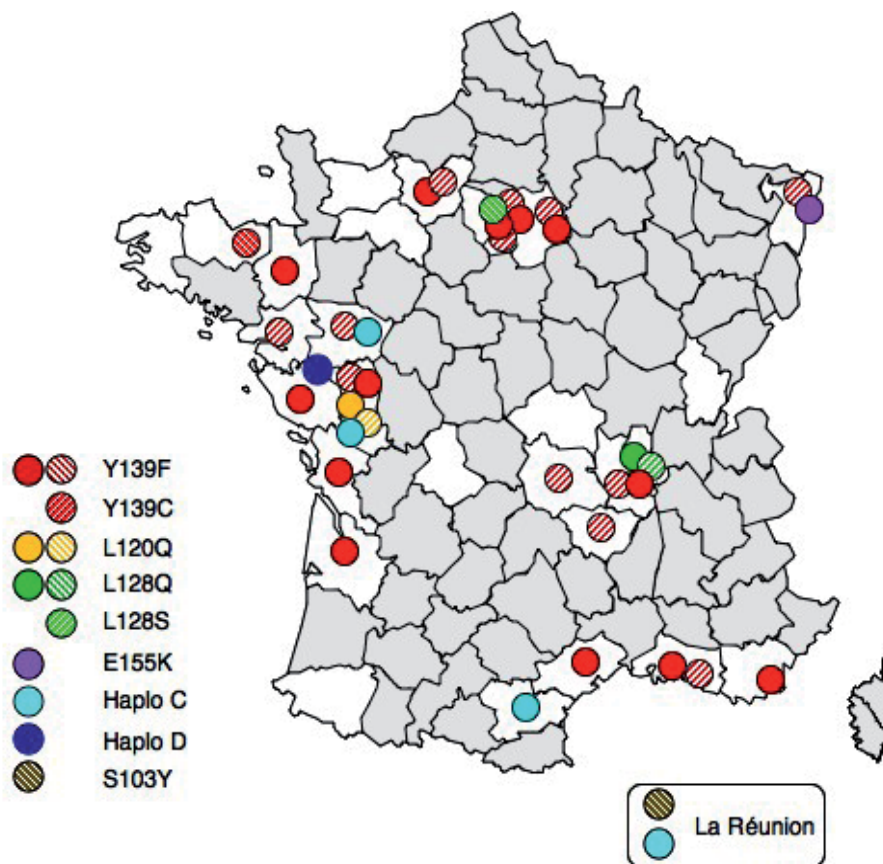 Y139F
Y139C
L120Q
L128Q
L128S
E155K
Haplo C
Haplo D
S103Y
La Réunion